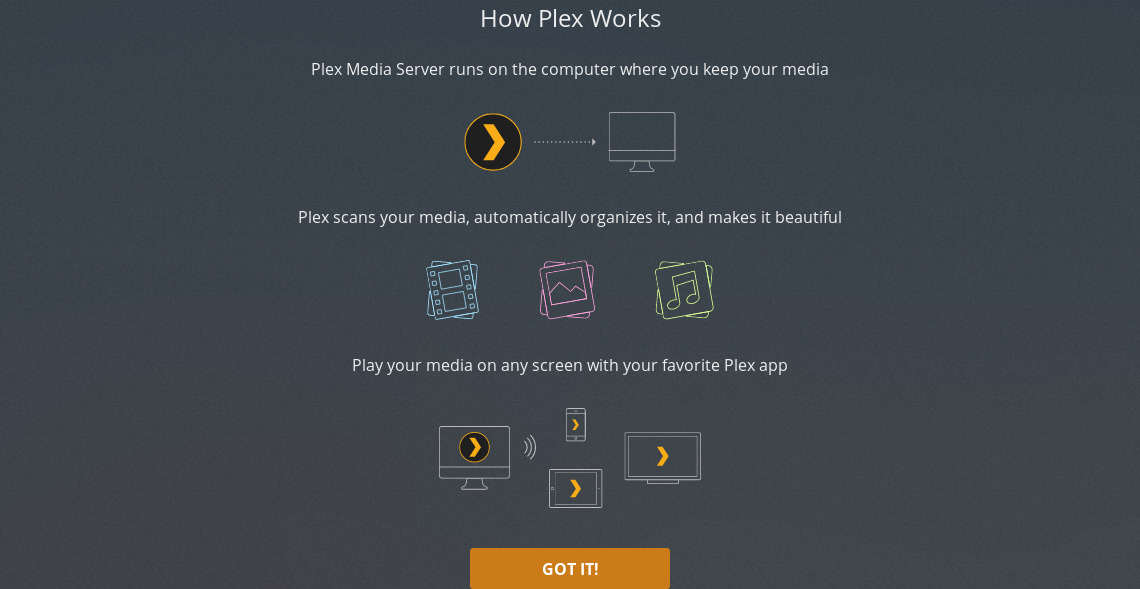 How Plex Works
Plex Media Server runs on the computer where you keep your media
Plex scans your media, automatically organizes it, and makes it beautiful
Play your media on any screen with your favorite Plex app
GOT IT!